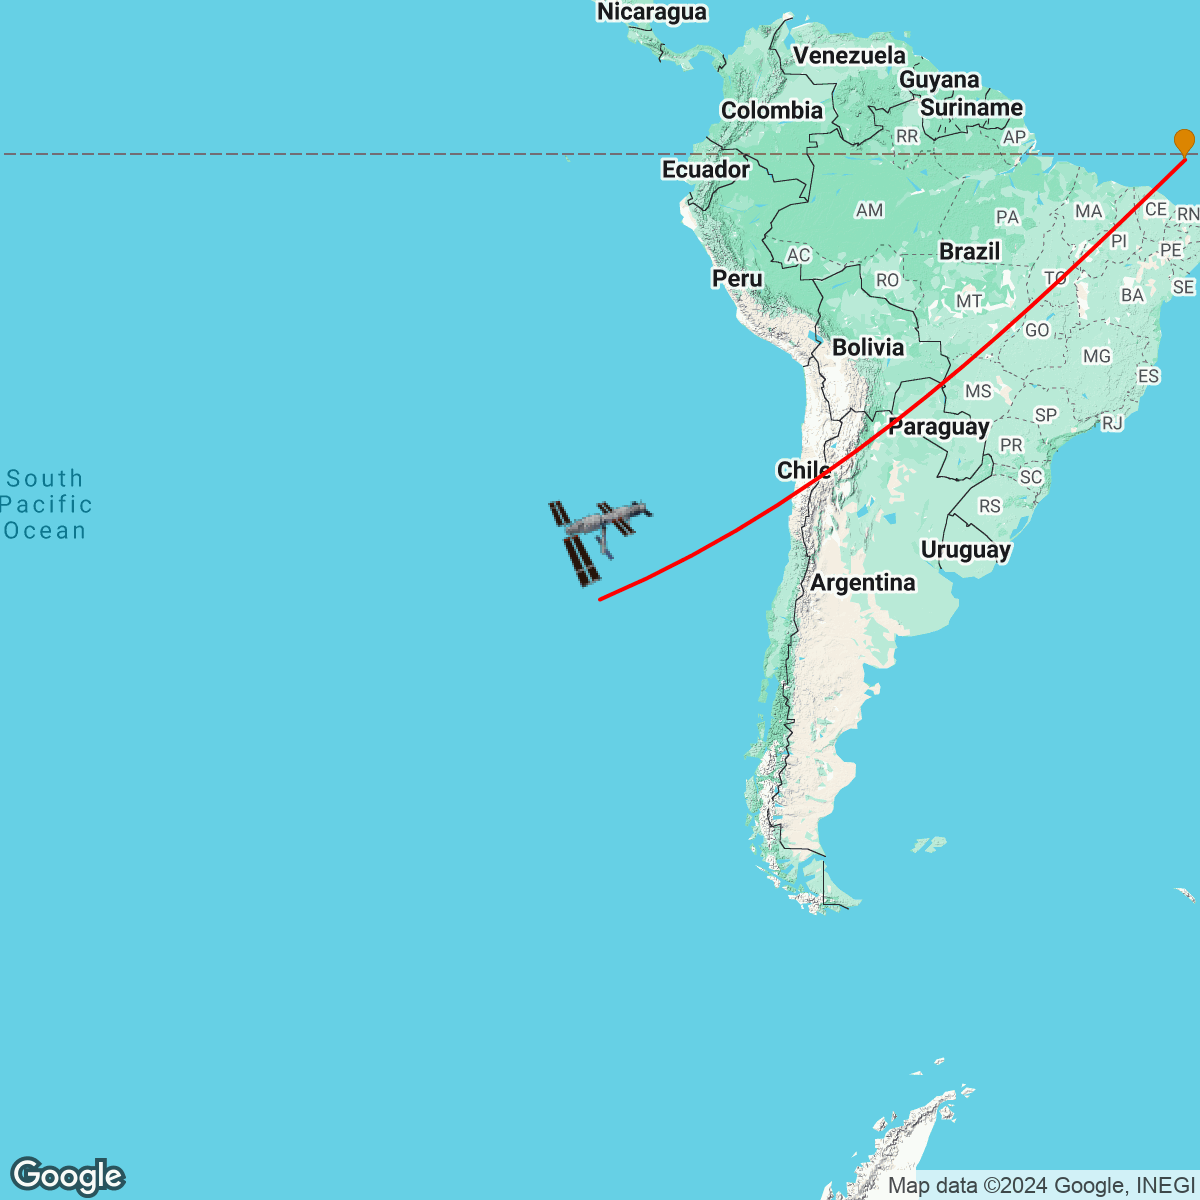 Nicaragua
Venezuela
Guyana
Colombia
Suriname
RR
AP
Ecuador
AM
PA
MA
CE
RN
PI
PE
Brazil
AC
TO
Peru
RO
SE
BA
MT
GO
Bolivia
MG
ES
MS
SP
RJ
Paraguay
PR
Chile
SC
South
Pacific
Ocean
RS
Uruguay
Argentina
Google
Map data ©2024 Google, INEGI